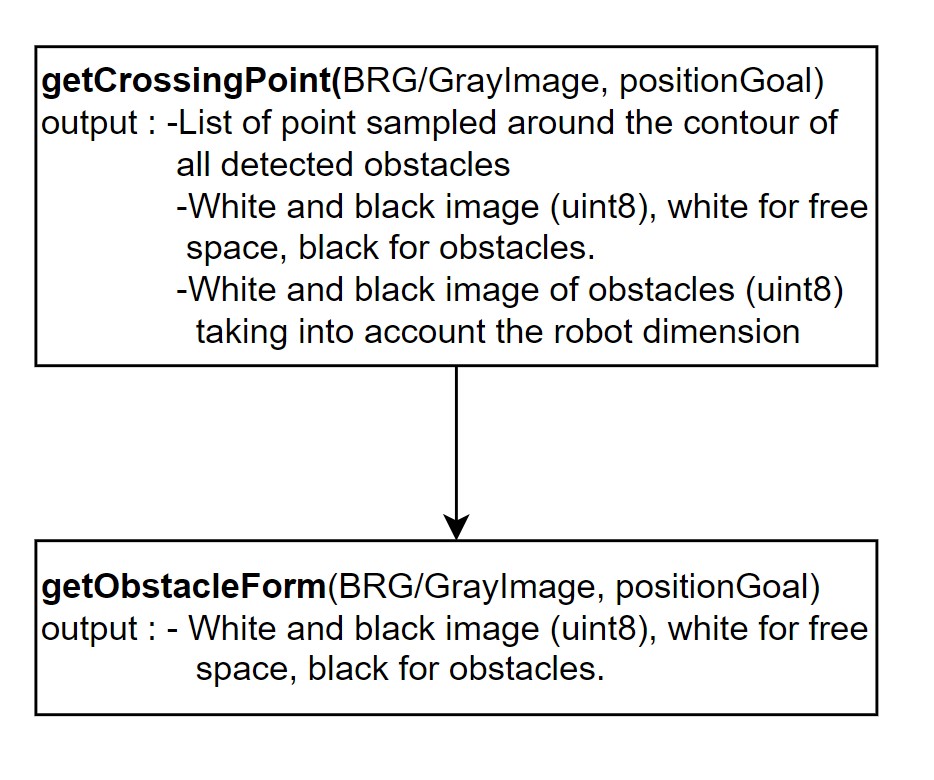 getCrossingPoint(BRG/GrayImage, positionGoal)
output : -List of point sampled around the contour of
all detected obstacles
-White and black image (uint8), white for free
space, black for obstacles.
-White and black image of obstacles (uint8)
taking into account the robot dimension
getObstacleForm(BRG/GrayImage, positionGoal)
output : - White and black image (uint8), white for free
space, black for obstacles.